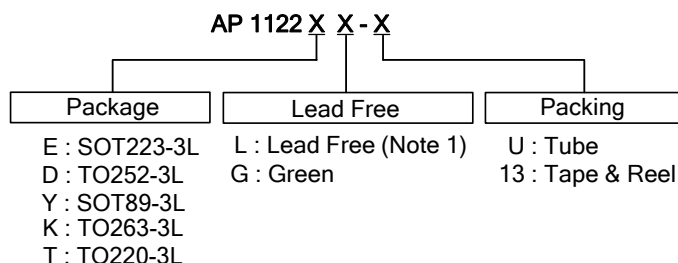 AP 1122 X X - X
Package
Lead Free
Packing
E : SOT223-3L
D : TO252-3L
Y : SOT89-3L
K : TO263-3L
T : TO220-3L
L : Lead Free (Note 1)
G : Green
U : Tube
13 : Tape & Reel